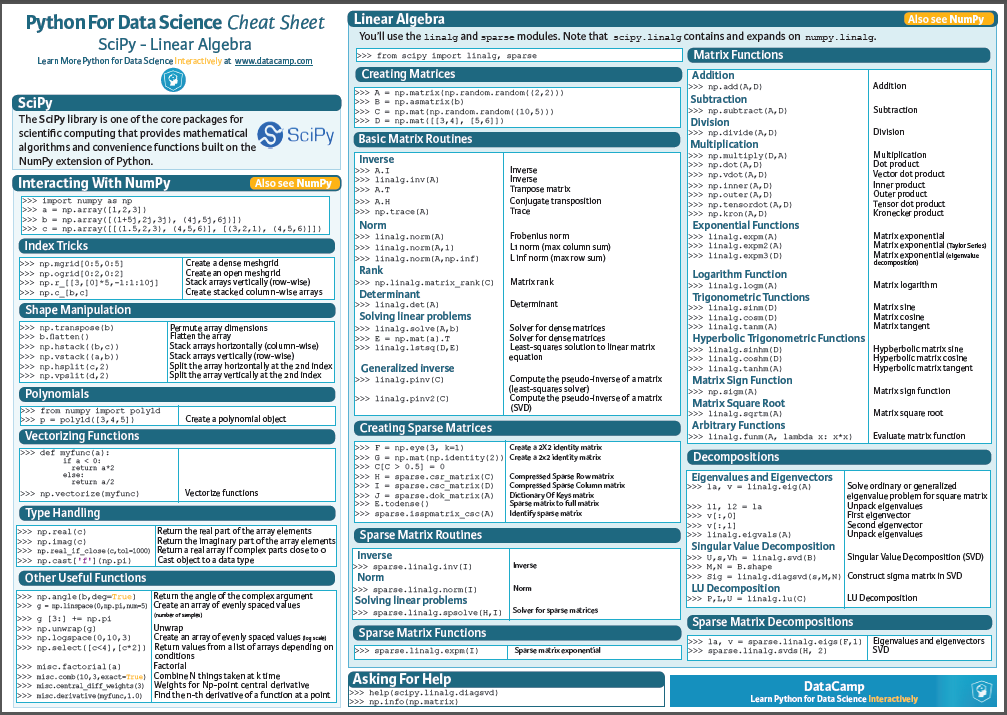 Python For Data Science Cheat Sheet
SciPy - Linear Algebra
Learn More Python for Data Science Interactively at www.datacamp.com
SciPy
The SciPy library is one of the core packages for
scientific computing that provides mathematical
algorithms and convenience functions built on the
NumPy extension of Python.
SciPy
Interacting With NumPy Also see NumPy
>>> import numpy as np
>>> a = np.array([1,2,3])
>>> b = np.array([(1+5j,2j,3j), (4j,5j,6j)])
>>> c = np.array([[(1.5,2,3), (4,5,6)], [(3,2,1), (4,5,6)]])
Index Tricks
>>> np.mgrid[0:5,0:5] Create a dense meshgrid
>>> np.ogrid[0:2,0:2] Create an open meshgrid
>>> np.r_[[3,[0]*5,-1:1:10j] Stack arrays vertically (row-wise)
>>> np.c_[b,c] Create stacked column-wise arrays
Shape Manipulation
>>> np.transpose(b) Permute array dimensions
>>> b.flatten() Flatten the array
>>> np.hstack((b,c)) Stack arrays horizontally (column-wise)
>>> np.vstack((a,b)) Stack arrays vertically (row-wise)
>>> np.hsplit(c,2) Split the array horizontally at the 2nd index
>>> np.vpslit(d,2) Split the array vertically at the 2nd index
Polynomials
>>> from numpy import poly1d
>>> p = poly1d([3,4,5]) Create a polynomial object
Vectorizing Functions
>>> def myfunc(a):
if a < 0:
return a*2
else:
return a/2
>>> np.vectorize(myfunc) Vectorize functions
Type Handling
>>> np.real(c) Return the real part of the array elements
>>> np.imag(c) Return the imaginary part of the array elements
>>> np.real_if_close(c,tol=1000) Return a real array if complex parts close to 0
>>> np.cast['f'](np.pi) Cast object to a data type
Other Useful Functions
>>> np.angle(b,deg=True) Return the angle of the complex argument
>>> g = np.linspace(0,np.pi,num=5) Create an array of evenly spaced values
(number of samples)
>>> g [3:] += np.pi
>>> np.unwrap(g) Unwrap
>>> np.logspace(0,10,3) Create an array of evenly spaced values (log scale)
>>> np.select([c<4],[c*2]) Return values from a list of arrays depending on
conditions
>>> misc.factorial(a) Factorial
>>> misc.comb(10,3,exact=True) Combine N things taken at k time
>>> misc.central_diff_weights(3) Weights for Np-point central derivative
>>> misc.derivative(myfunc,1.0) Find the n-th derivative of a function at a point
Linear Algebra Also see NumPy
You'll use the linalg and sparse modules. Note that scipy.linalg contains and expands on numpy.linalg.
>>> from scipy import linalg, sparse
Creating Matrices
>>> A = np.matrix(np.random.random((2,2)))
>>> B = np.asmatrix(b)
>>> C = np.mat(np.random.random((10,5)))
>>> D = np.mat([[3,4], [5,6]])
Basic Matrix Routines
Inverse
>>> A.I Inverse
>>> linalg.inv(A) Inverse
>>> A.T Tranpose matrix
>>> A.H Conjugate transposition
>>> np.trace(A) Trace
Norm
>>> linalg.norm(A) Frobenius norm
>>> linalg.norm(A,1) L1 norm (max column sum)
>>> linalg.norm(A,np.inf) L inf norm (max row sum)
Rank
>>> np.linalg.matrix_rank(C) Matrix rank
Determinant
>>> linalg.det(A) Determinant
Solving linear problems
>>> linalg.solve(A,b) Solver for dense matrices
>>> E = np.mat(a).T Solver for dense matrices
>>> linalg.lstsq(D,E) Least-squares solution to linear matrix
equation
Generalized inverse
>>> linalg.pinv(C) Compute the pseudo-inverse of a matrix
(least-squares solver)
>>> linalg.pinv2(C) Compute the pseudo-inverse of a matrix
(SVD)
Creating Sparse Matrices
>>> F = np.eye(3, k=1) Create a 2X2 identity matrix
>>> G = np.mat(np.identity(2)) Create a 2x2 identity matrix
>>> C[C > 0.5] = 0
>>> H = sparse.csr_matrix(C) Compressed Sparse Row matrix
>>> I = sparse.csc_matrix(D) Compressed Sparse Column matrix
>>> J = sparse.dok_matrix(A) Dictionary Of Keys matrix
>>> E.todense() Sparse matrix to full matrix
>>> sparse.isspmatrix_csc(A) Identify sparse matrix
Sparse Matrix Routines
Inverse
>>> sparse.linalg.inv(I) Inverse
Norm
>>> sparse.linalg.norm(I) Norm
Solving linear problems
>>> sparse.linalg.spsolve(H,I) Solver for sparse matrices
Sparse Matrix Functions
>>> sparse.linalg.expm(I) Sparse matrix exponential
Asking For Help
>>> help(scipy.linalg.diagsvd)
>>> np.info(np.matrix)
Matrix Functions
Addition
>>> np.add(A,D) Addition
Subtraction
>>> np.subtract(A,D) Subtraction
Division
>>> np.divide(A,D) Division
Multiplication
>>> np.multiply(D,A) Multiplication
>>> np.dot(A,D) Dot product
>>> np.vdot(A,D) Vector dot product
>>> np.inner(A,D) Inner product
>>> np.outer(A,D) Outer product
>>> np.tensordot(A,D) Tensor dot product
>>> np.kron(A,D) Kronecker product
Exponential Functions
>>> linalg.expm(A) Matrix exponential
>>> linalg.expm2(A) Matrix exponential (Taylor Series)
>>> linalg.expm3(D) Matrix exponential (eigenvalue
decomposition)
Logarithm Function
>>> linalg.logm(A) Matrix logarithm
Trigonometric Tunctions
>>> linalg.sinm(D) Matrix sine
>>> linalg.cosm(D) Matrix cosine
>>> linalg.tanm(A) Matrix tangent
Hyperbolic Trigonometric Functions
>>> linalg.sinhm(D) Hypberbolic matrix sine
>>> linalg.coshm(D) Hyperbolic matrix cosine
>>> linalg.tanhm(A) Hyperbolic matrix tangent
Matrix Sign Function
>>> np.sigm(A) Matrix sign function
Matrix Square Root
>>> linalg.sqrtm(A) Matrix square root
Arbitrary Functions
>>> linalg.funm(A, lambda x: x*x) Evaluate matrix function
Decompositions
Eigenvalues and Eigenvectors
>>> la, v = linalg.eig(A) Solve ordinary or generalized
eigenvalue problem for square matrix
>>> l1, l2 = la Unpack eigenvalues
>>> v[:,0] First eigenvector
>>> v[:,1] Second eigenvector
>>> linalg.eigvals(A) Unpack eigenvalues
Singular Value Decomposition
>>> U,s,Vh = linalg.svd(B) Singular Value Decomposition (SVD)
>>> M,N = B.shape
>>> Sig = linalg.diagsvd(s,M,N) Construct sigma matrix in SVD
LU Decomposition
>>> P,L,U = linalg.lu(C) LU Decomposition
Sparse Matrix Decompositions
>>> la, v = sparse.linalg.eigs(F,1) Eigenvalues and eigenvectors
>>> sparse.linalg.svds(H, 2) SVD
DataCamp
Learn Python for Data Science Interactively